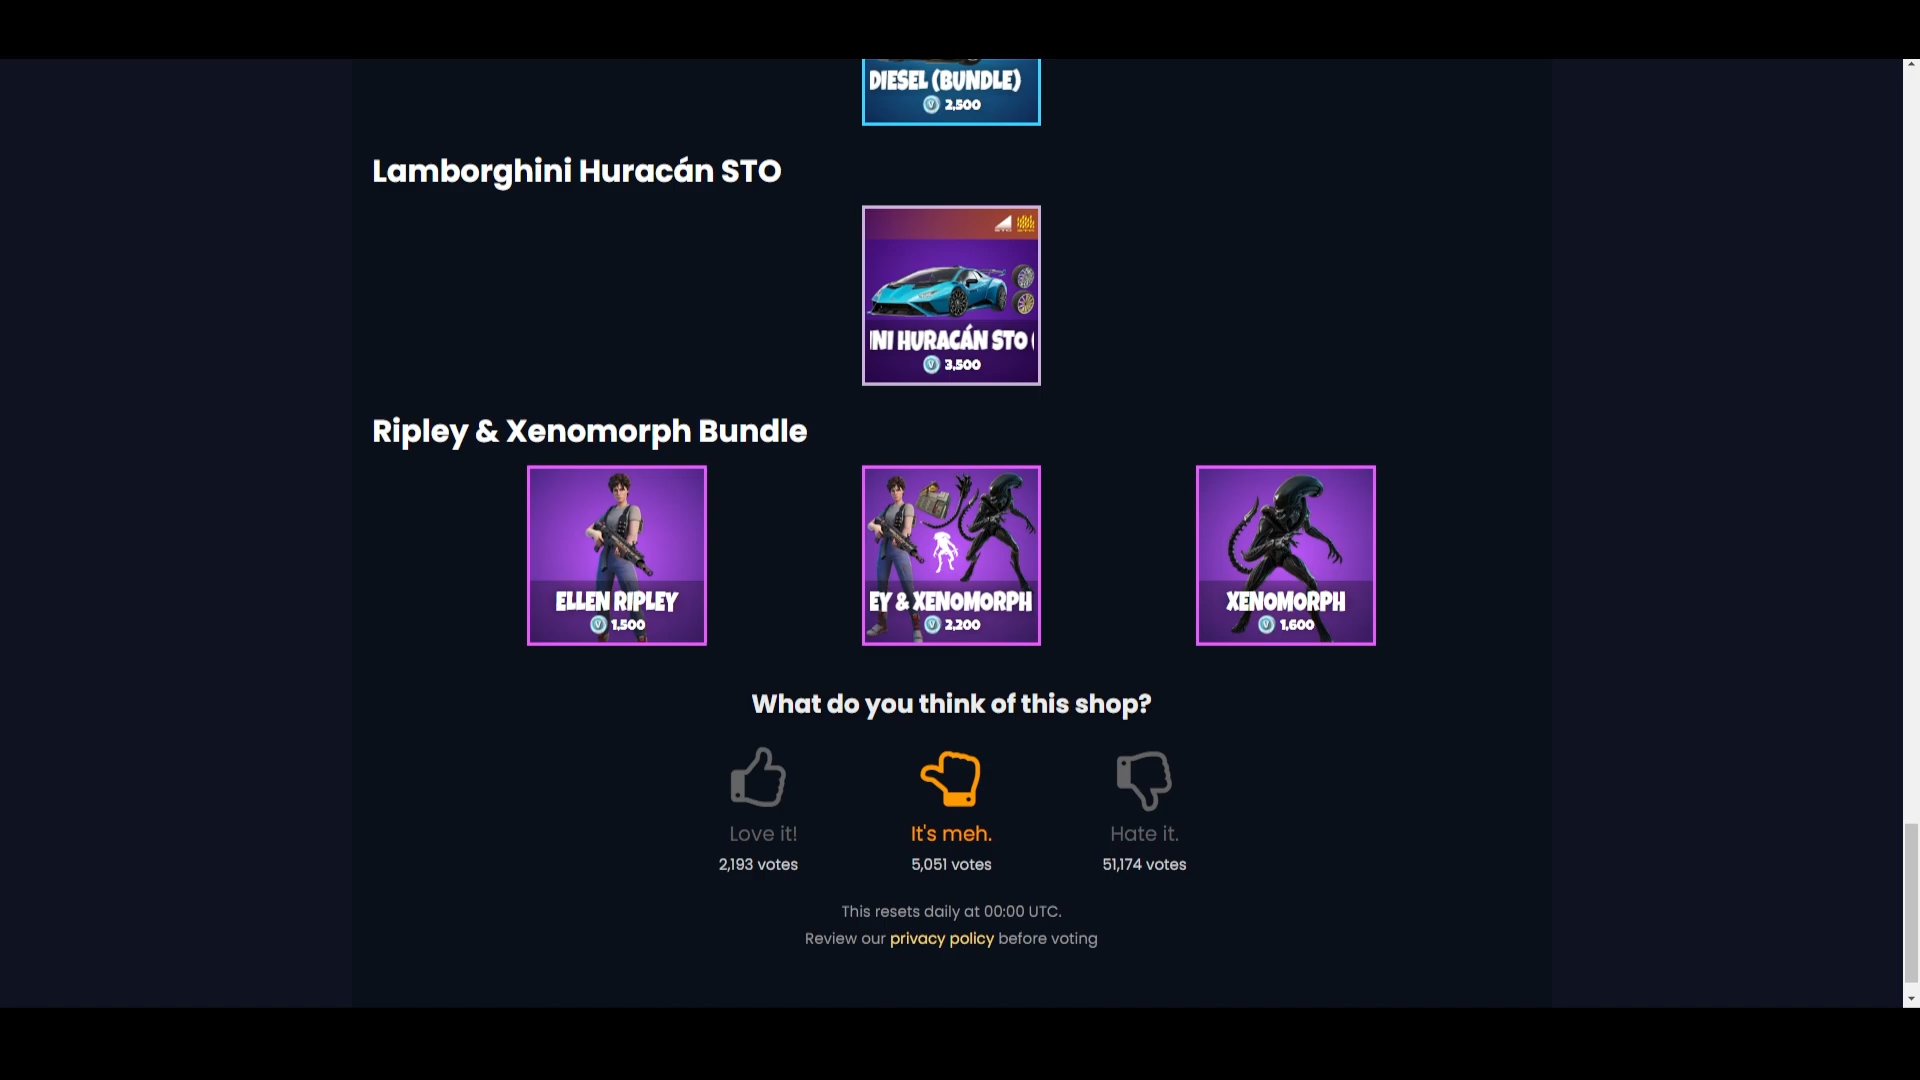 DIESEL (BUNDLE)
2,500
Lamborghini Huracán STO
INI HURACÁN STO
3,500
Ripley & Xenomorph Bundle
ELLEN RIPLEY
1,500
EY & XENOMORPH
2,200
XENOMORPH
1,600
What do you think of this shop?
Love it!
It's meh.
Hate it.
2,193 votes
5,051 votes
51,174 votes
This resets daily at 00:00 UTC.
Review our privacy policy before voting